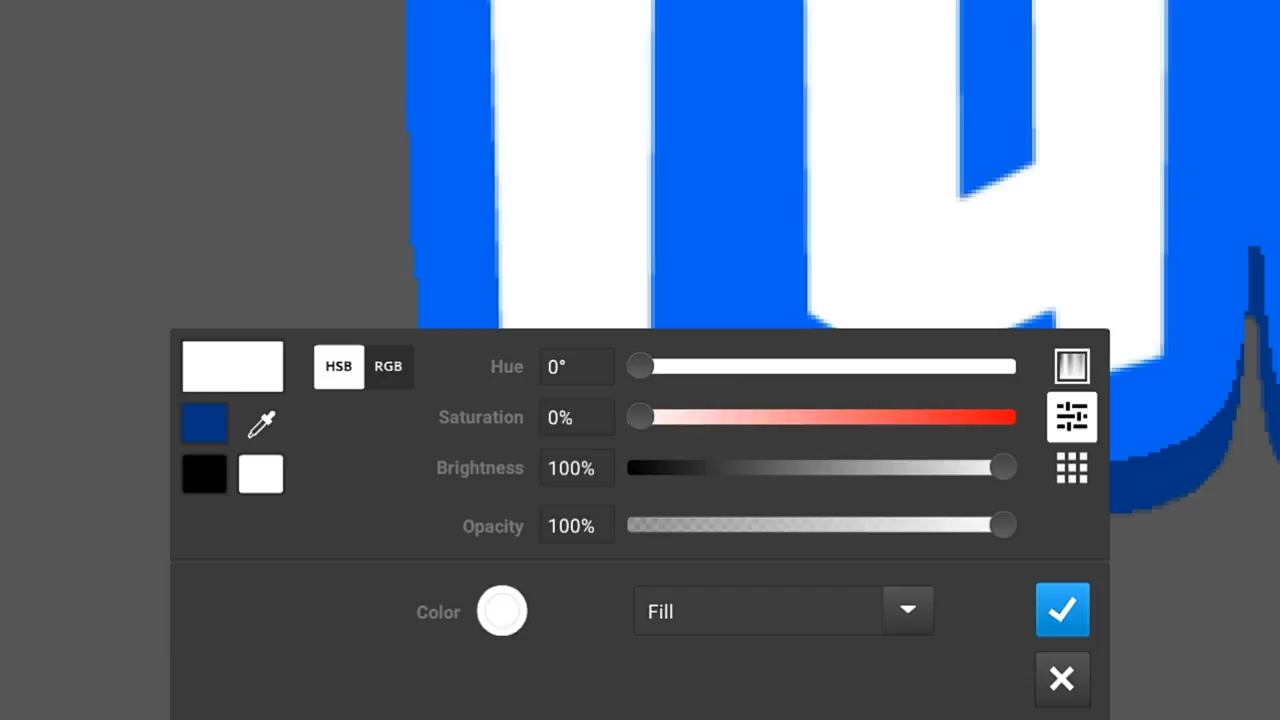 HSB RGB Hue 0°
Saturation 0%
Brightness 100%
Opacity 100%
Color Fill